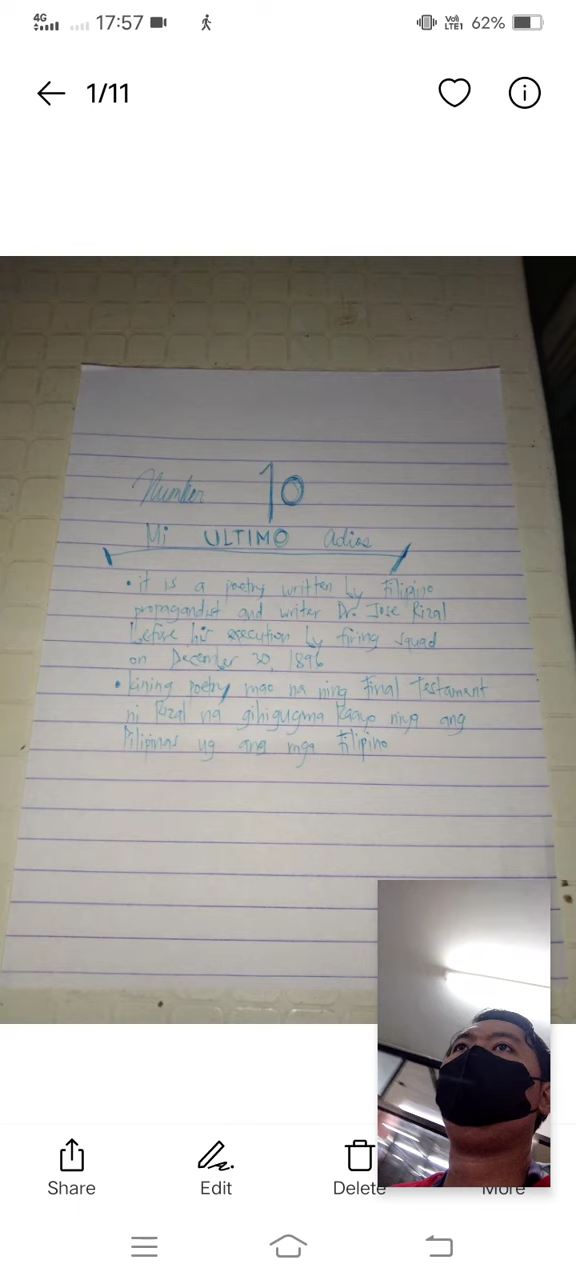 4G 17:57 Vo) LTE1 62%
1/11
Number 10
Mi ULTIMO Adios
• it is a poetry written by Filipino
propagandist and writer Dr. Jose Rizal
before his execution by firing squad
on December 30, 1896
• kining poetry mao na ning Final Testament
ni Rizal na gihigugma kaayo niya ang
Pilipinas ug ang mga Filipino
Share Edit Delete More